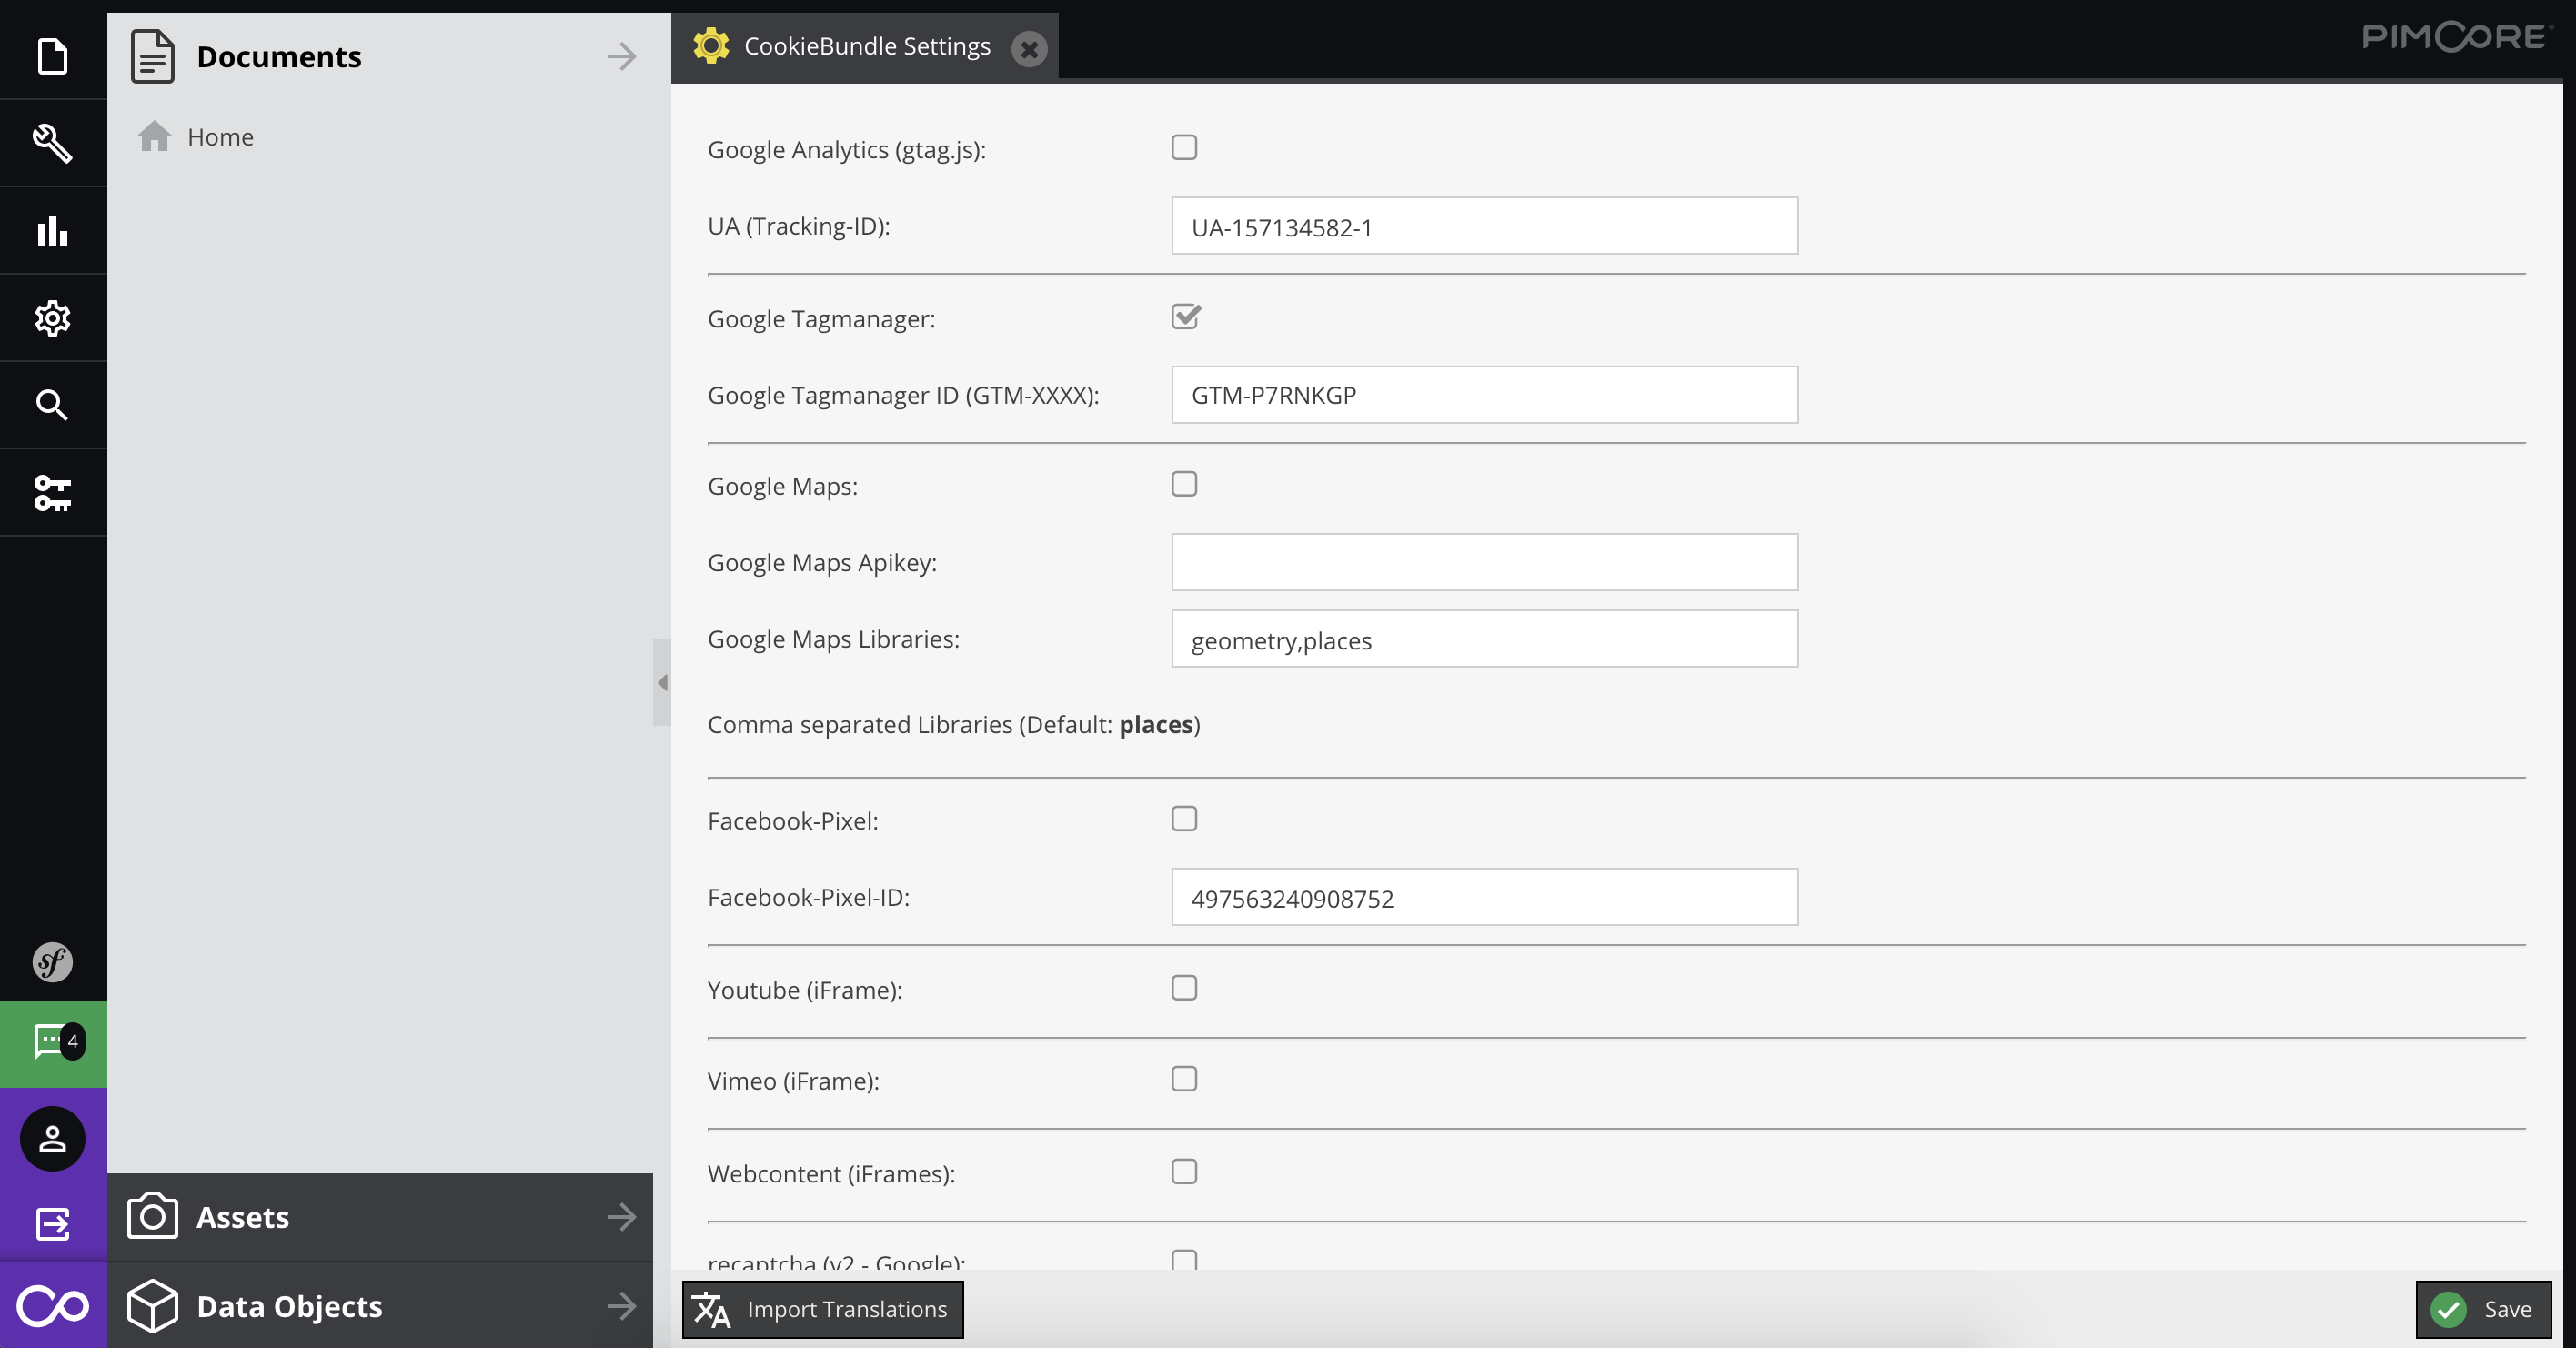 Documents
Home
CookieBundle Settings
PIMCORE
Google Analytics (gtag.js):
UA (Tracking-ID):
UA-157134582-1
Google Tagmanager:
Google Tagmanager ID (GTM-XXXX):
GTM-P7RNKGP
Google Maps:
Google Maps Apikey:
Google Maps Libraries:
geometry,places
Comma separated Libraries (Default: places)
Facebook-Pixel:
Facebook-Pixel-ID:
497563240908752
Youtube (iFrame):
Vimeo (iFrame):
Webcontent (iFrames):
recaptcha (v2 - Google):
sf
4
Assets
Data Objects
Import Translations
Save